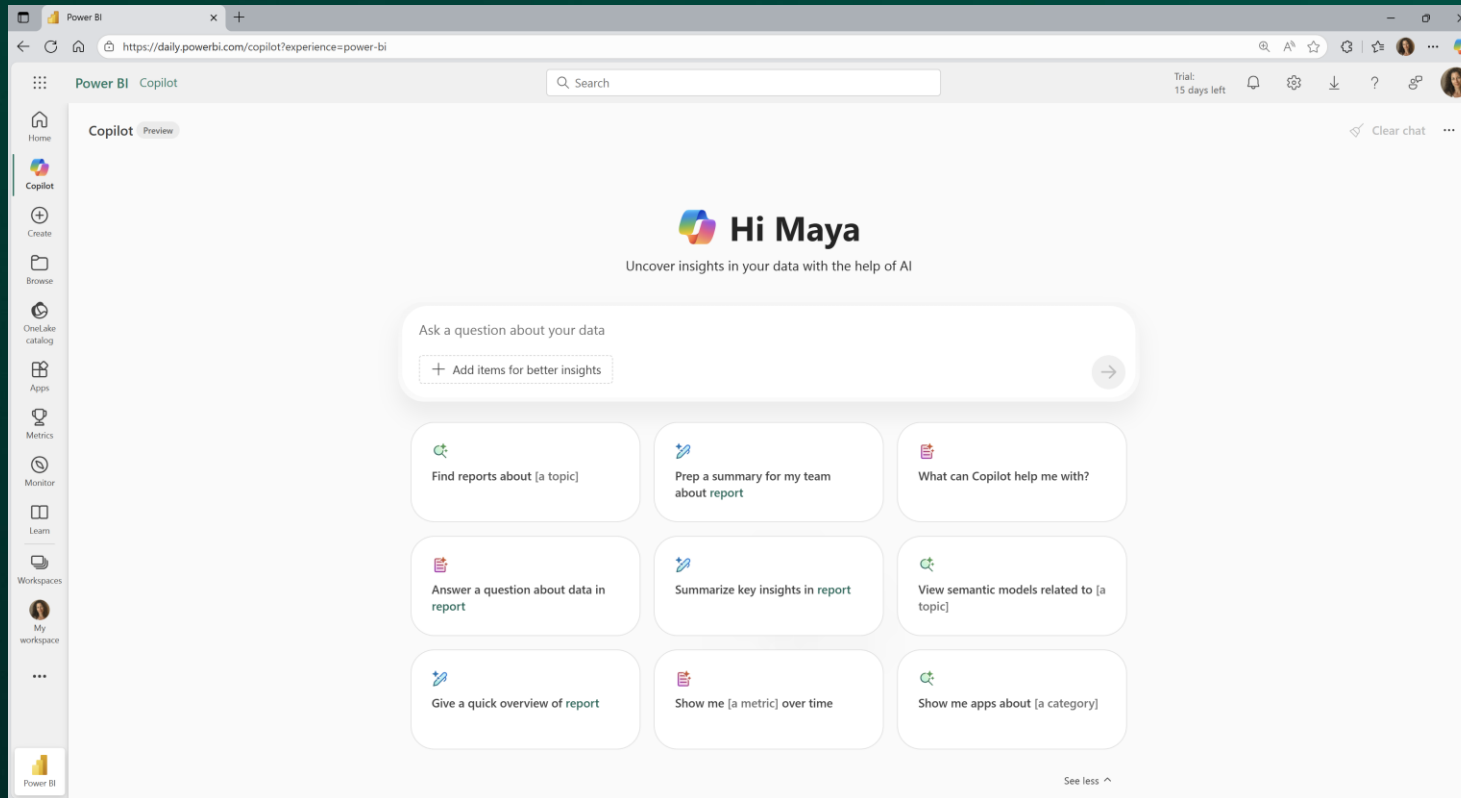 Power BI
https://daily.powerbi.com/copilot?experience=power-bi
Power BI Copilot
Search
Trial:
15 days left
Home
Copilot
Create
Browse
OneLake
catalog
Apps
Metrics
Monitor
Learn
Workspaces
My
workspace
Power BI
Copilot Preview
Clear chat
Hi Maya
Uncover insights in your data with the help of AI
Ask a question about your data
Add items for better insights
Find reports about [a topic]
Prep a summary for my team
about report
What can Copilot help me with?
Answer a question about data in
report
Summarize key insights in report
View semantic models related to [a
topic]
Give a quick overview of report
Show me [a metric] over time
Show me apps about [a category]
See less